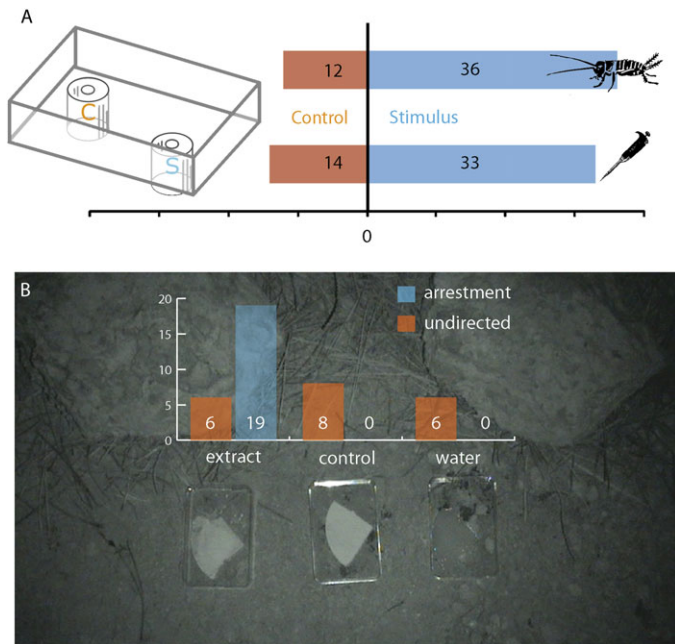 A
12 36
C
Control Stimulus
S
14 33
0
B
20
arrestment
15
undirected
10
5
6 19 8 0 6 0
0
extract control water